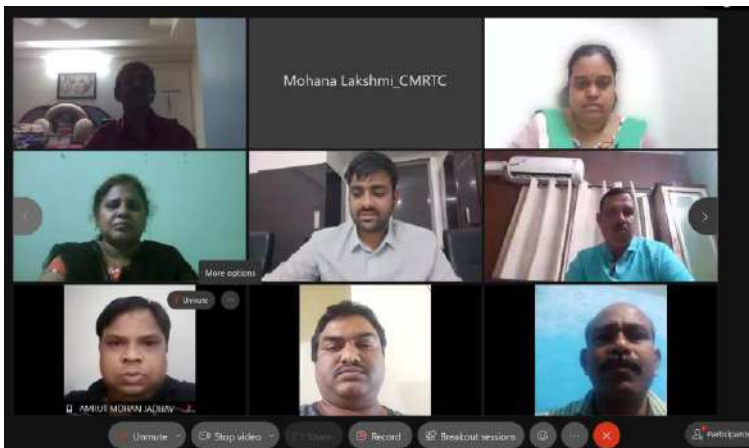 Mohana Lakshmi_CMRTC
More options
Unmute
AMRUT MOHAN JADHAV
Unmute
Stop video
Share
Record
Breakout sessions
Participants